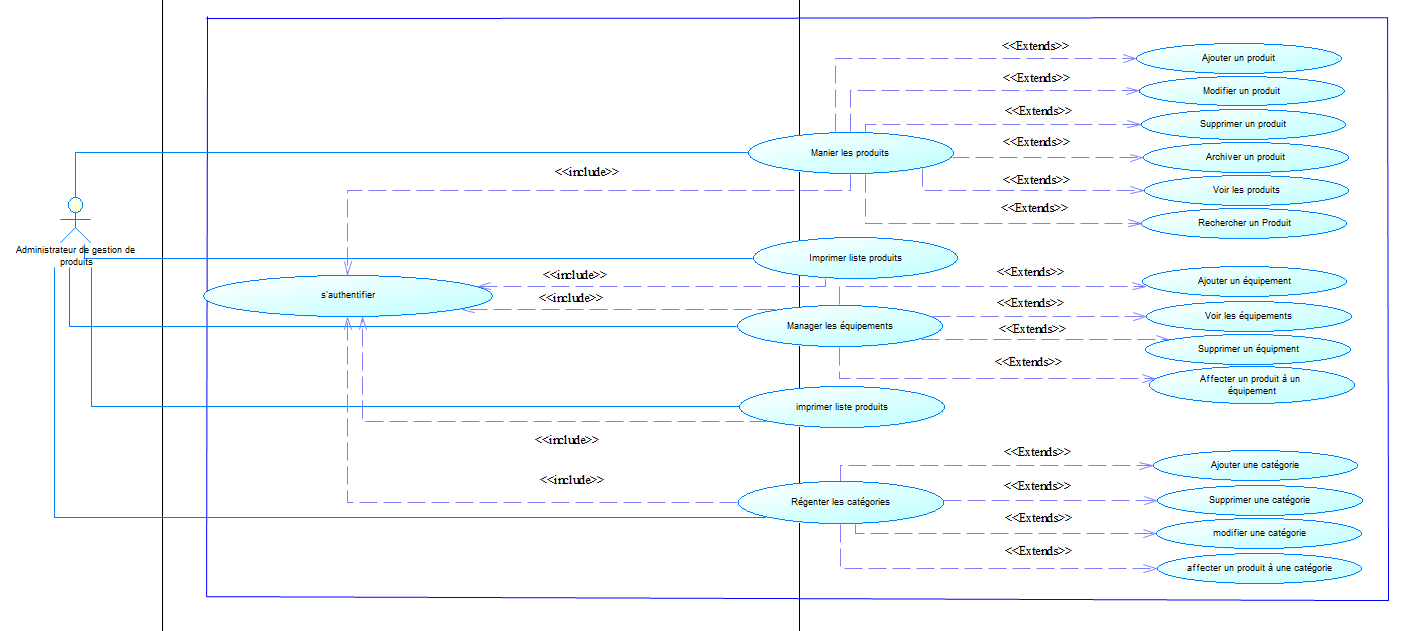 <<Extends>>
Ajouter un produit
<<Extends>>
Modifier un produit
<<Extends>>
Supprimer un produit
<<Extends>>
Manier les produits
Archiver un produit
<<include>>
<<Extends>>
Voir les produits
<<Extends>>
Rechercher un Produit
Administrateur de gestion de
produits
Imprimer liste produits
<<include>>
<<Extends>>
Ajouter un équipement
s'authentifier
<<include>>
<<Extends>>
Voir les équipements
Manager les équipements
<<Extends>>
Supprimer un équipment
<<Extends>>
Affecter un produit à un
équipement
imprimer liste produits
<<include>>
<<Extends>>
Ajouter une catégorie
<<include>>
<<Extends>>
Régenter les catégories
Supprimer une catégorie
<<Extends>>
modifier une catégorie
<<Extends>>
affecter un produit à une catégorie